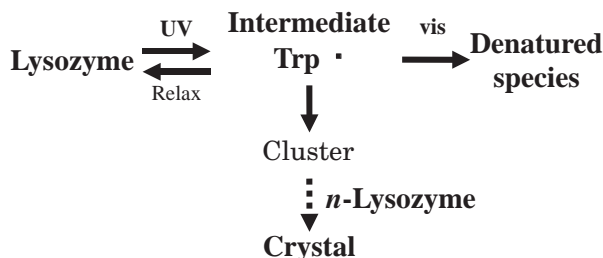 UV
Intermediate
vis
Lysozyme
Trp ·
Denatured
species
Relax
Cluster
n-Lysozyme
Crystal